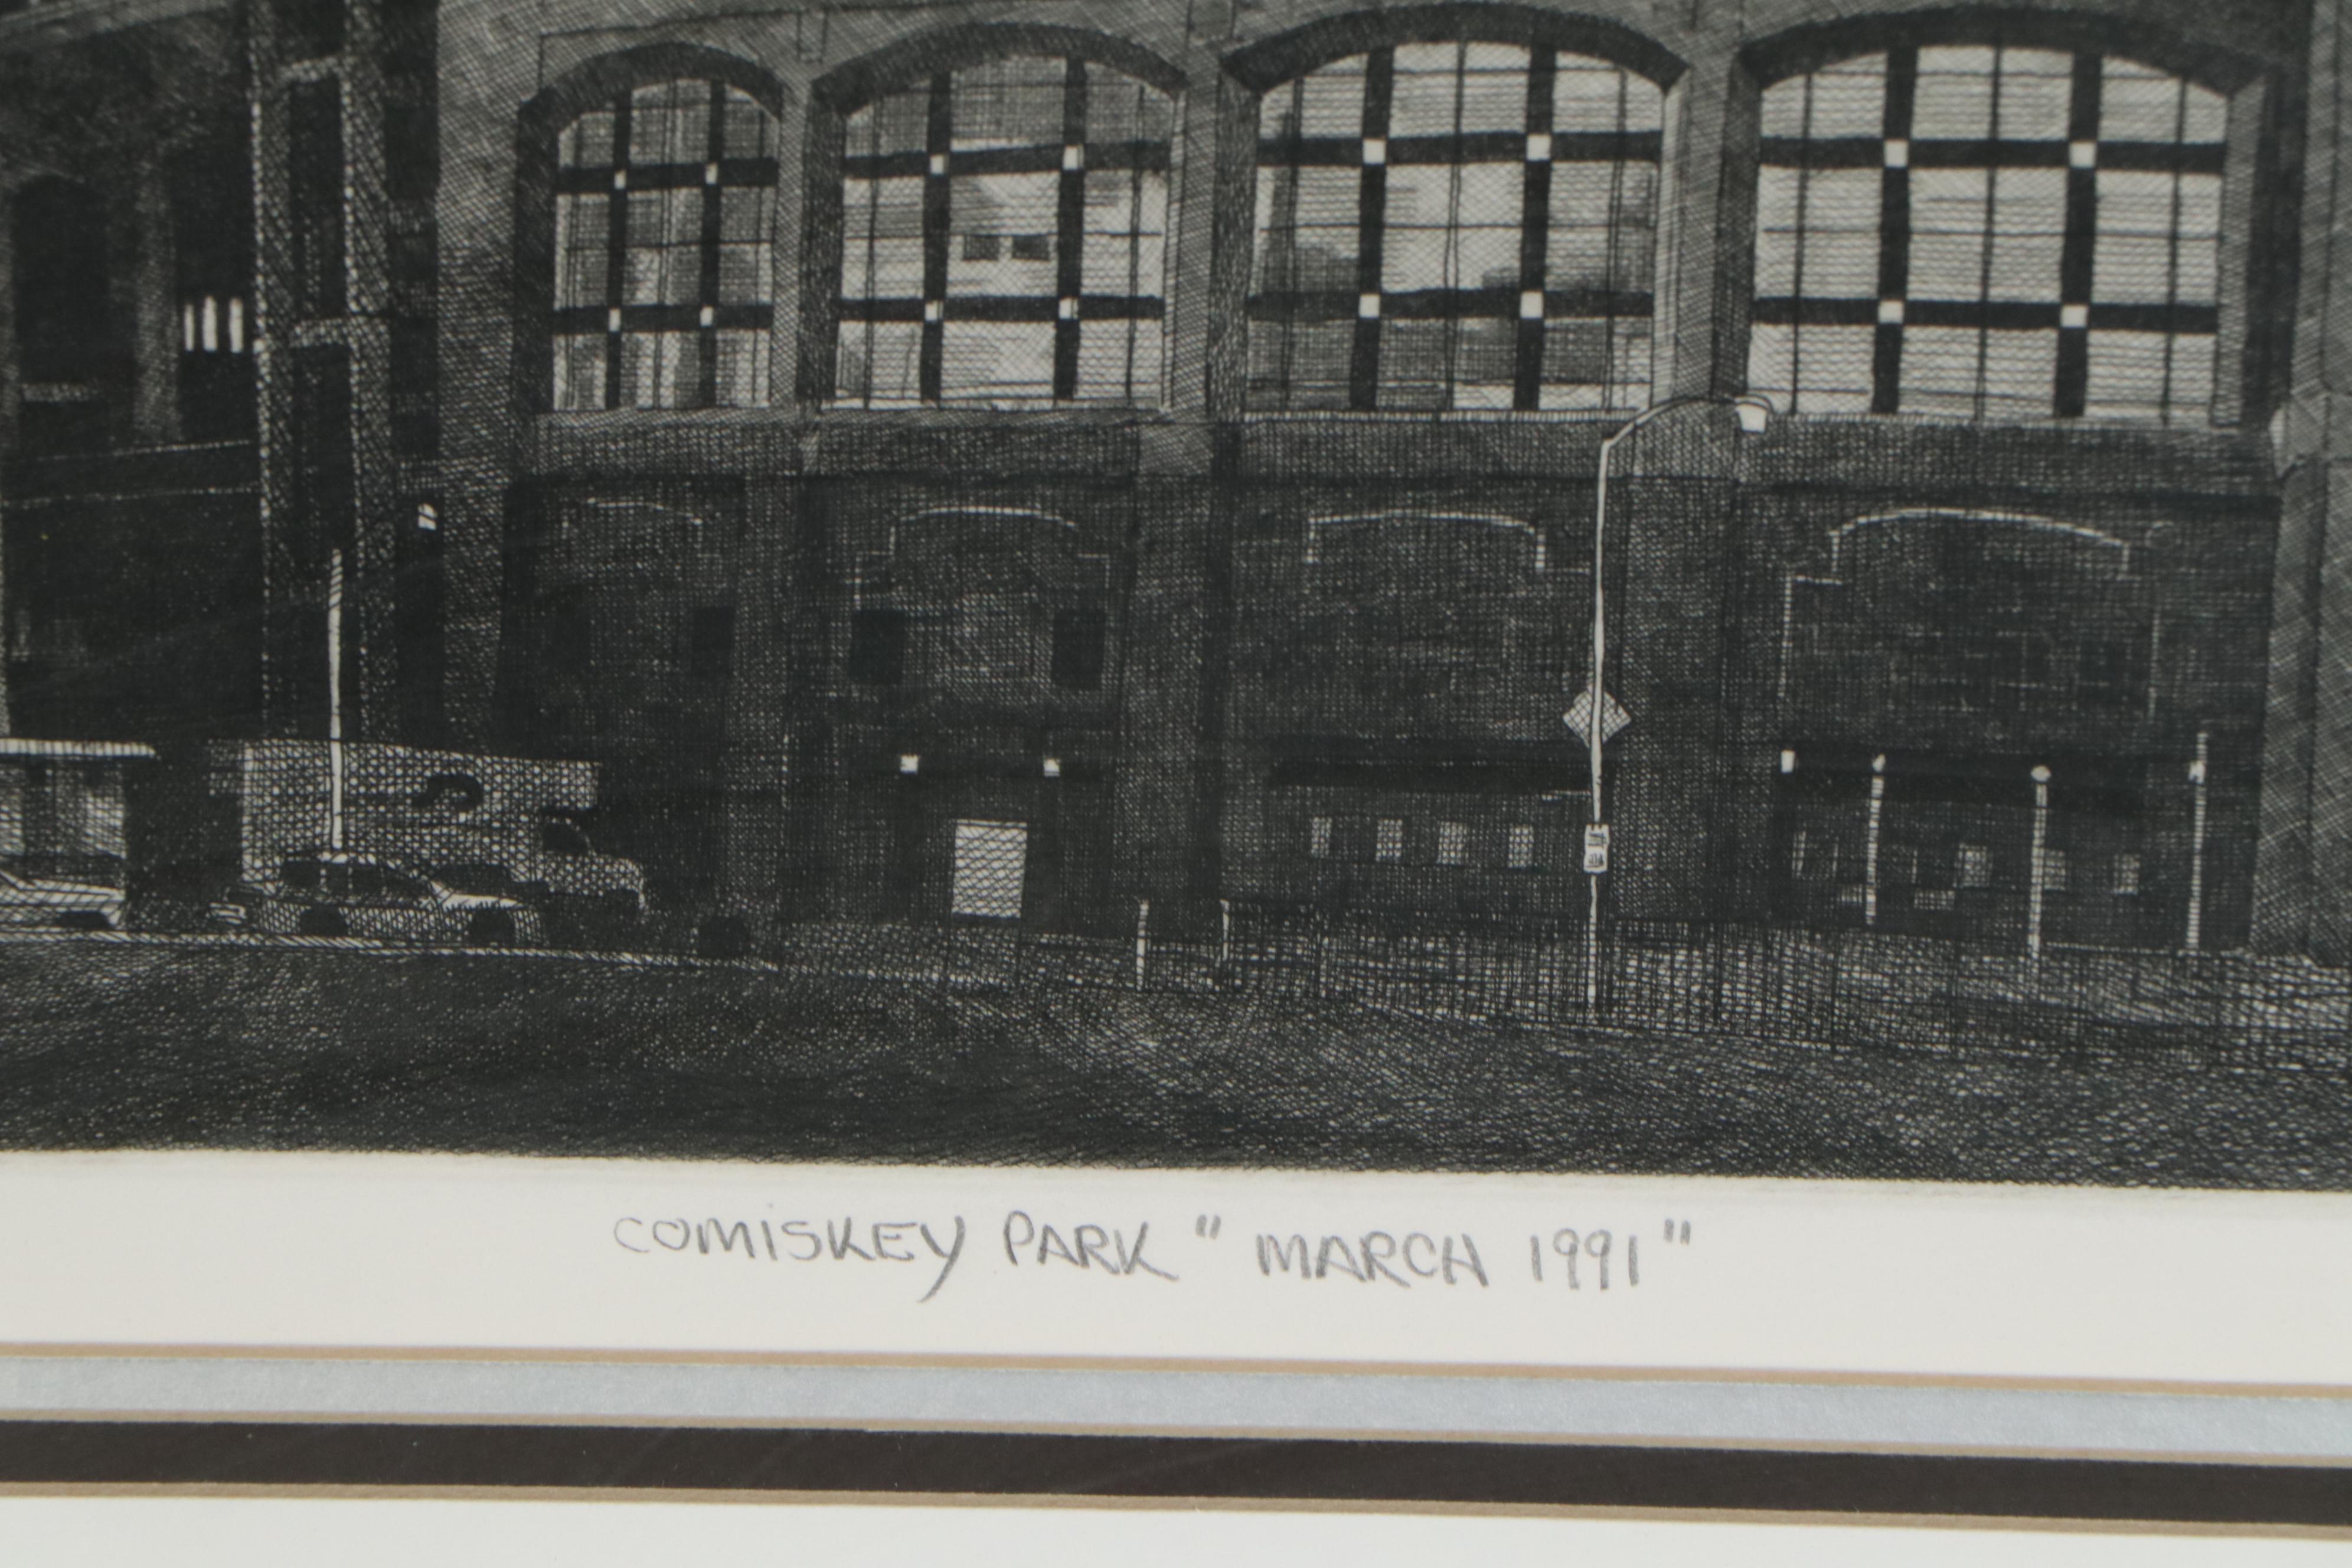 COMISKEY PARK "MARCH 1991"